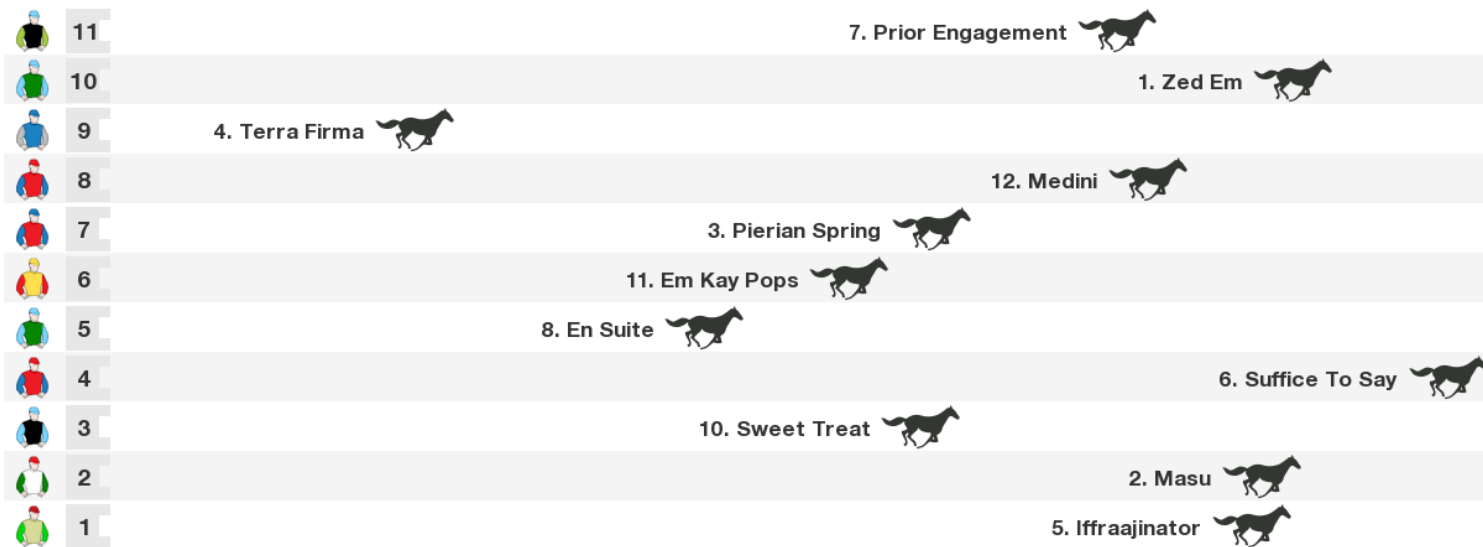 11 7. Prior Engagement
10 1. Zed Em
9 4. Terra Firma
8 12. Medini
7 3. Pierian Spring
6 11. Em Kay Pops
5 8. En Suite
4 6. Suffice To Say
3 10. Sweet Treat
2 2. Masu
1 5. Iffraajinator